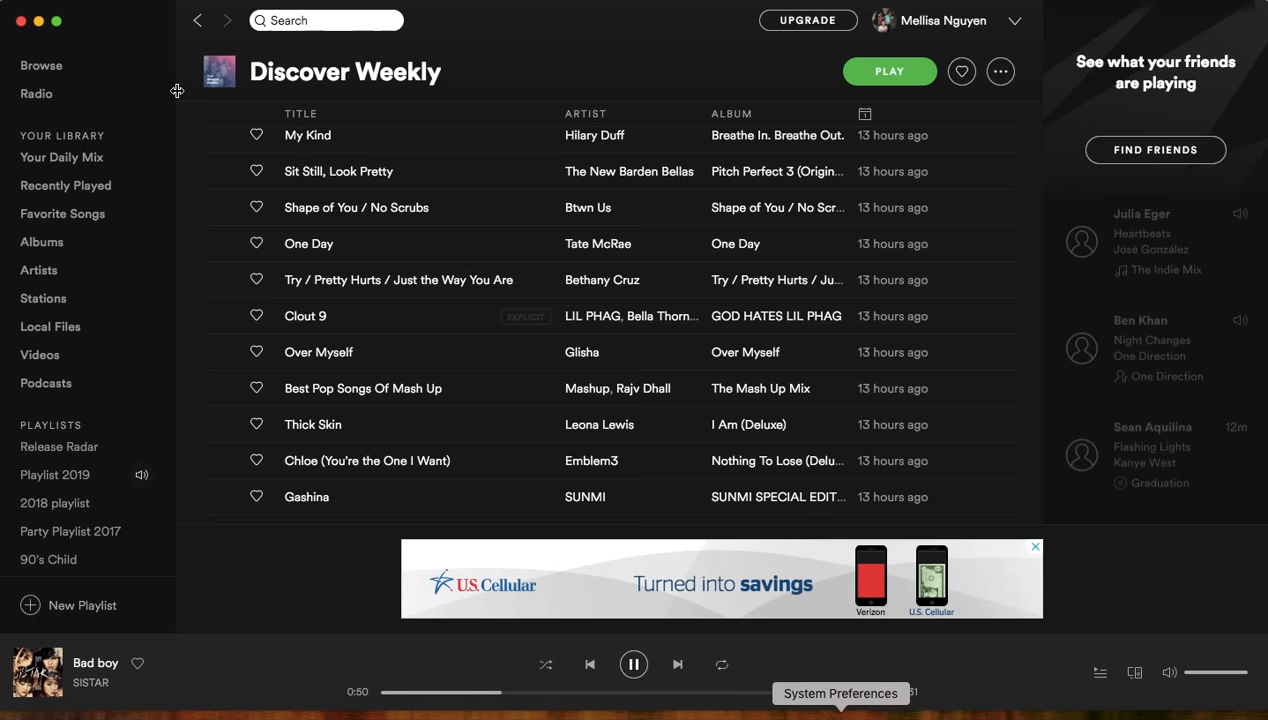 Search
UPGRADE
Mellisa Nguyen
Browse
Radio
YOUR LIBRARY
Your Daily Mix
Recently Played
Favorite Songs
Albums
Artists
Stations
Local Files
Videos
Podcasts
PLAYLISTS
Release Radar
Playlist 2019
2018 playlist
Party Playlist 2017
90's Child
New Playlist
Discover Weekly
PLAY
TITLE ARTIST ALBUM
My Kind Hilary Duff Breathe In. Breathe Out. 13 hours ago
Sit Still, Look Pretty The New Barden Bellas Pitch Perfect 3 (Origin... 13 hours ago
Shape of You / No Scrubs Btwn Us Shape of You / No Scr... 13 hours ago
One Day Tate McRae One Day 13 hours ago
Try / Pretty Hurts / Just the Way You Are Bethany Cruz Try / Pretty Hurts / Ju... 13 hours ago
Clout 9 EXPLICIT LIL PHAG, Bella Thorn... GOD HATES LIL PHAG 13 hours ago
Over Myself Glisha Over Myself 13 hours ago
Best Pop Songs Of Mash Up Mashup, Rajv Dhall The Mash Up Mix 13 hours ago
Thick Skin Leona Lewis I Am (Deluxe) 13 hours ago
Chloe (You're the One I Want) Emblem3 Nothing To Lose (Delu... 13 hours ago
Gashina SUNMI SUNMI SPECIAL EDIT... 13 hours ago
See what your friends
are playing
FIND FRIENDS
Julia Eger
Heartbeats
José González
The Indie Mix
Ben Khan
Night Changes
One Direction
One Direction
Sean Aquilina 12m
Flashing Lights
Kanye West
Graduation
U.S. Cellular
Turned into savings
Verizon
U.S. Cellular
Bad boy
SISTAR
0:50
31
System Preferences